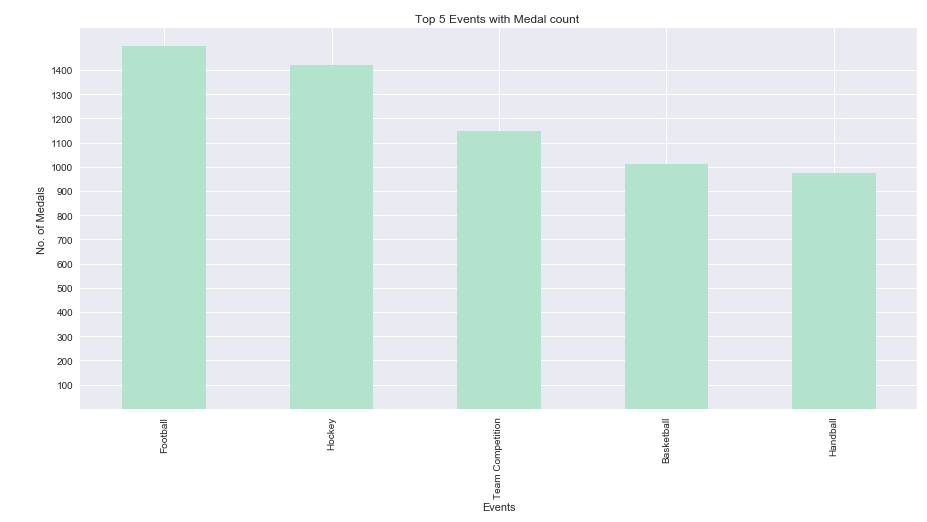 Top 5 Events with Medal count
No. of Medals
1400
1300
1200
1100
1000
900
800
700
600
500
400
300
200
100
Football
Hockey
Team Competition
Basketball
Handball
Events